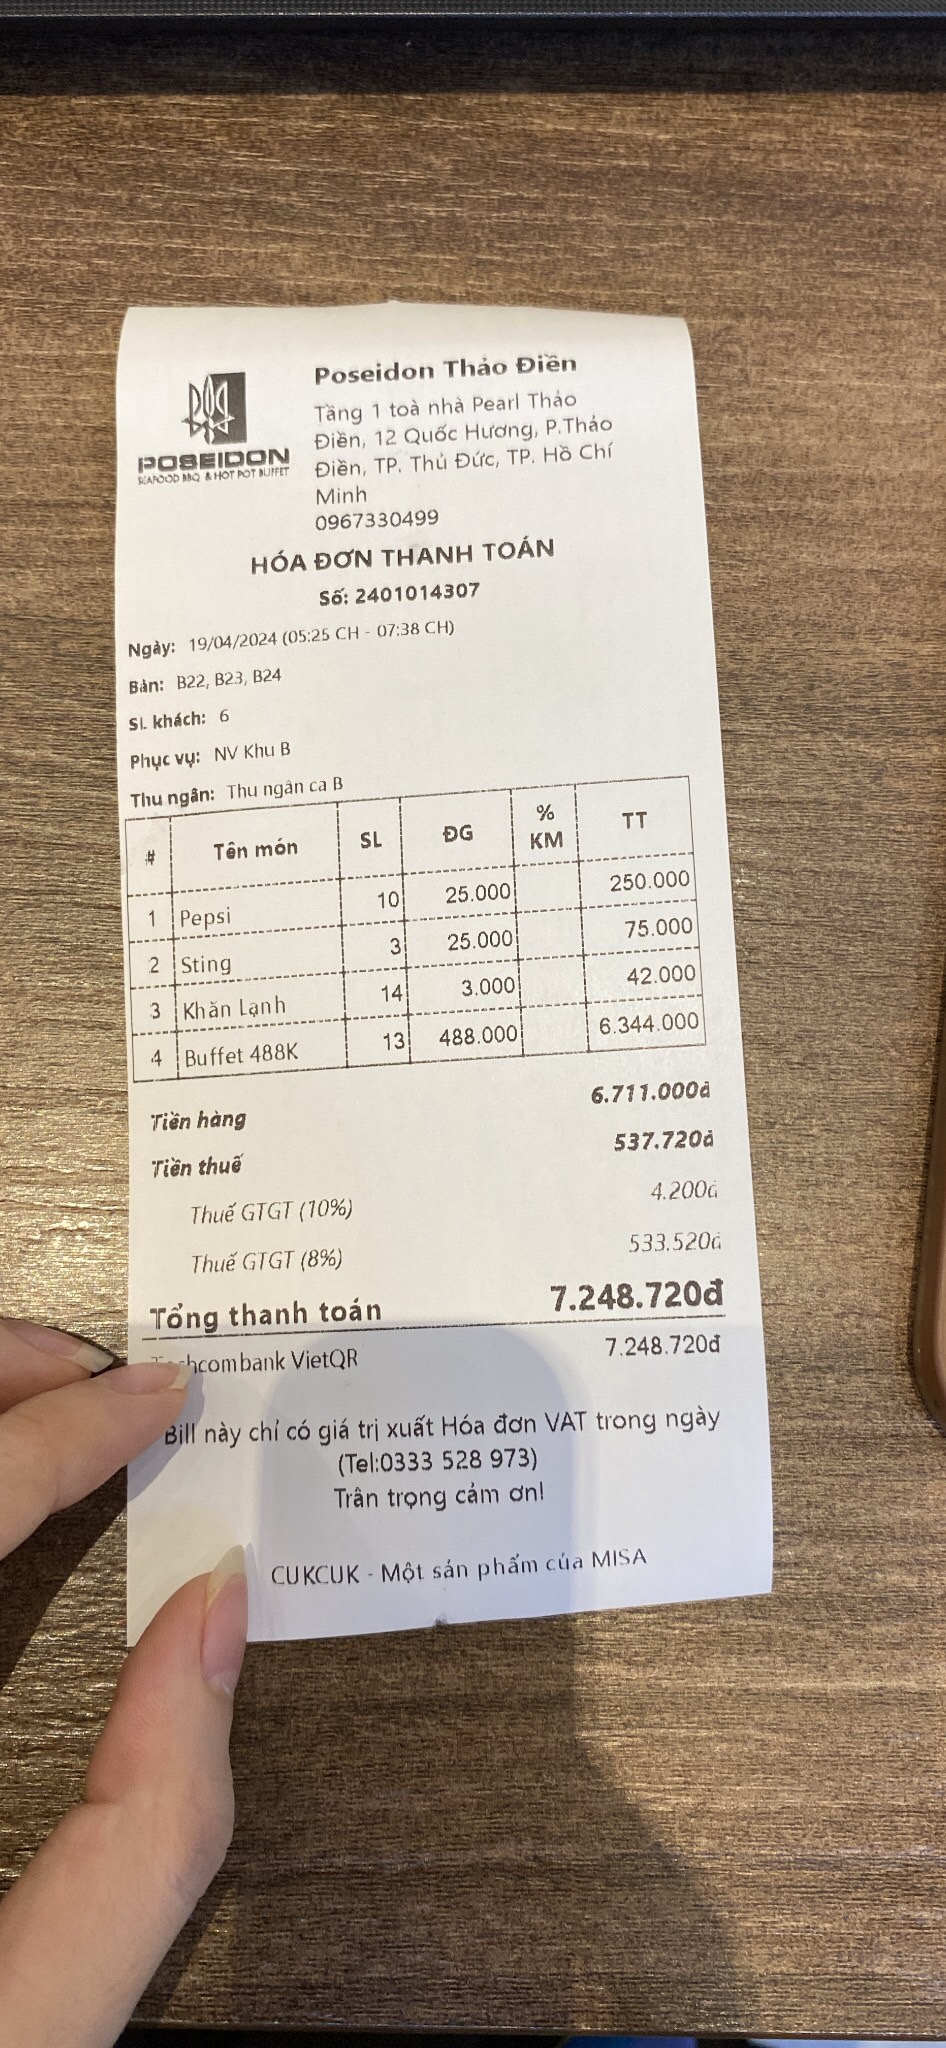 POSEIDON
SEAFOOD BBQ & HOT POT BUFFET
Poseidon Thảo Điền
Tầng 1 toà nhà Pearl Thảo
Điền, 12 Quốc Hương, P.Thảo
Điền, TP. Thủ Đức, TP. Hồ Chí
Minh
0967330499
HÓA ĐƠN THANH TOÁN
Số: 2401014307
Ngày: 19/04/2024 (05:25 CH - 07:38 CH)
Bàn: B22, B23, B24
SL khách: 6
Phục vụ: NV Khu B
Thu ngân: Thu ngân ca B
# Tên món SL ĐG % KM TT
1 Pepsi 10 25.000 250.000
2 Sting 3 25.000 75.000
3 Khăn Lạnh 14 3.000 42.000
4 Buffet 488K 13 488.000 6.344.000
Tiền hàng 6.711.000đ
Tiền thuế 537.720đ
Thuế GTGT (10%) 4.200đ
Thuế GTGT (8%) 533.520đ
Tổng thanh toán 7.248.720đ
VietQR 7.248.720đ
Bill này chỉ có giá trị xuất Hóa đơn VAT trong ngày
(Tel:0333 528 973)
Trân trọng cảm ơn!
CUKCUK - Một sản phẩm của MISA